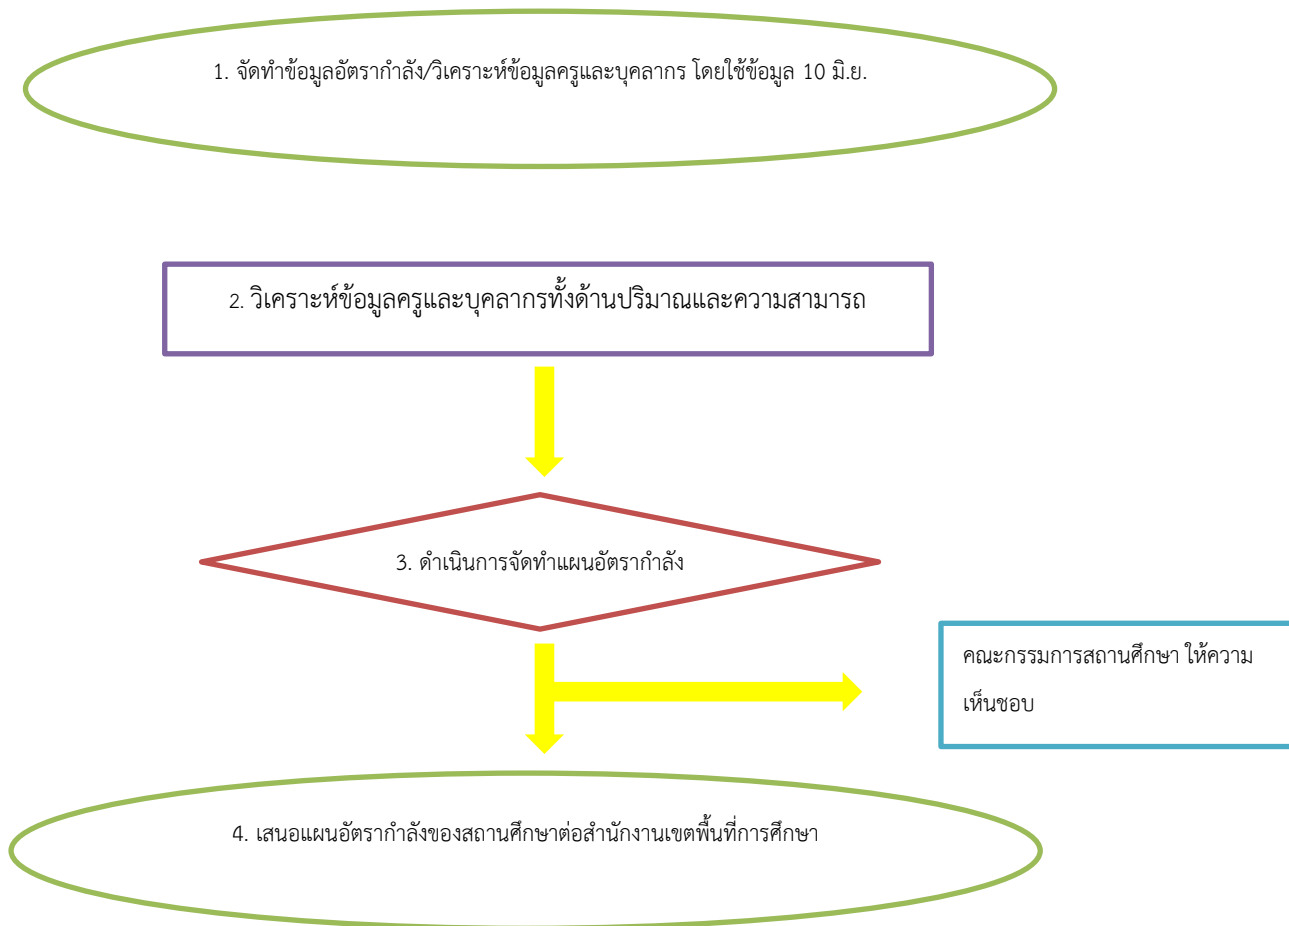 1. จัดทำข้อมูลอัตรากำลัง/วิเคราะห์ข้อมูลครูและบุคลากร โดยใช้ข้อมูล 10 มิ.ย.
2. วิเคราะห์ข้อมูลครูและบุคลากรทั้งด้านปริมาณและความสามารถ
3. ดำเนินการจัดทำแผนอัตรากำลัง
คณะกรรมการสถานศึกษา ให้ความ
เห็นชอบ
4. เสนอแผนอัตรากำลังของสถานศึกษาต่อสำนักงานเขตพื้นที่การศึกษา